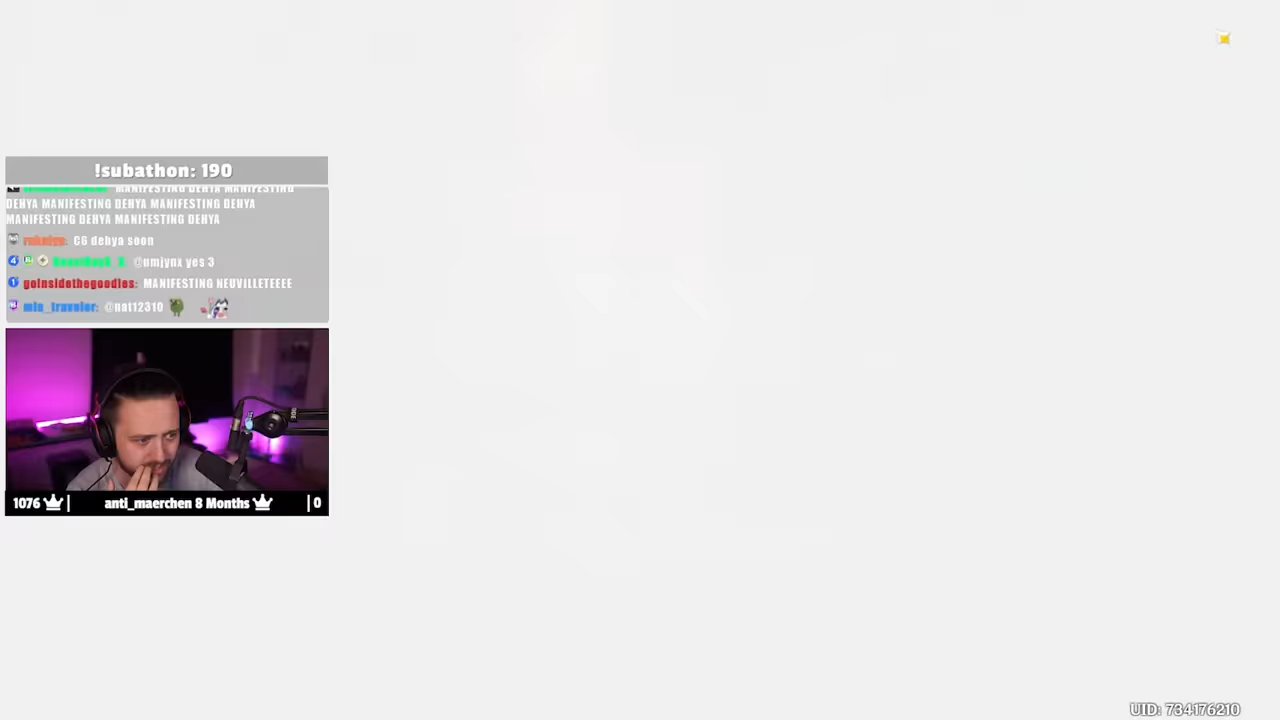 !subathon: 190
MANIFESTING DEHYA MANIFESTING
DEHYA MANIFESTING DEHYA MANIFESTING DEHYA
MANIFESTING DEHYA MANIFESTING DEHYA
C6 dehya soon
@umjynx yes 3
goinsidethegoodies: MANIFESTING NEUVILLETEEEE
mia_traveler: @nat12310
1076 | anti_maerchen 8 Months | 0
UID: 734176210